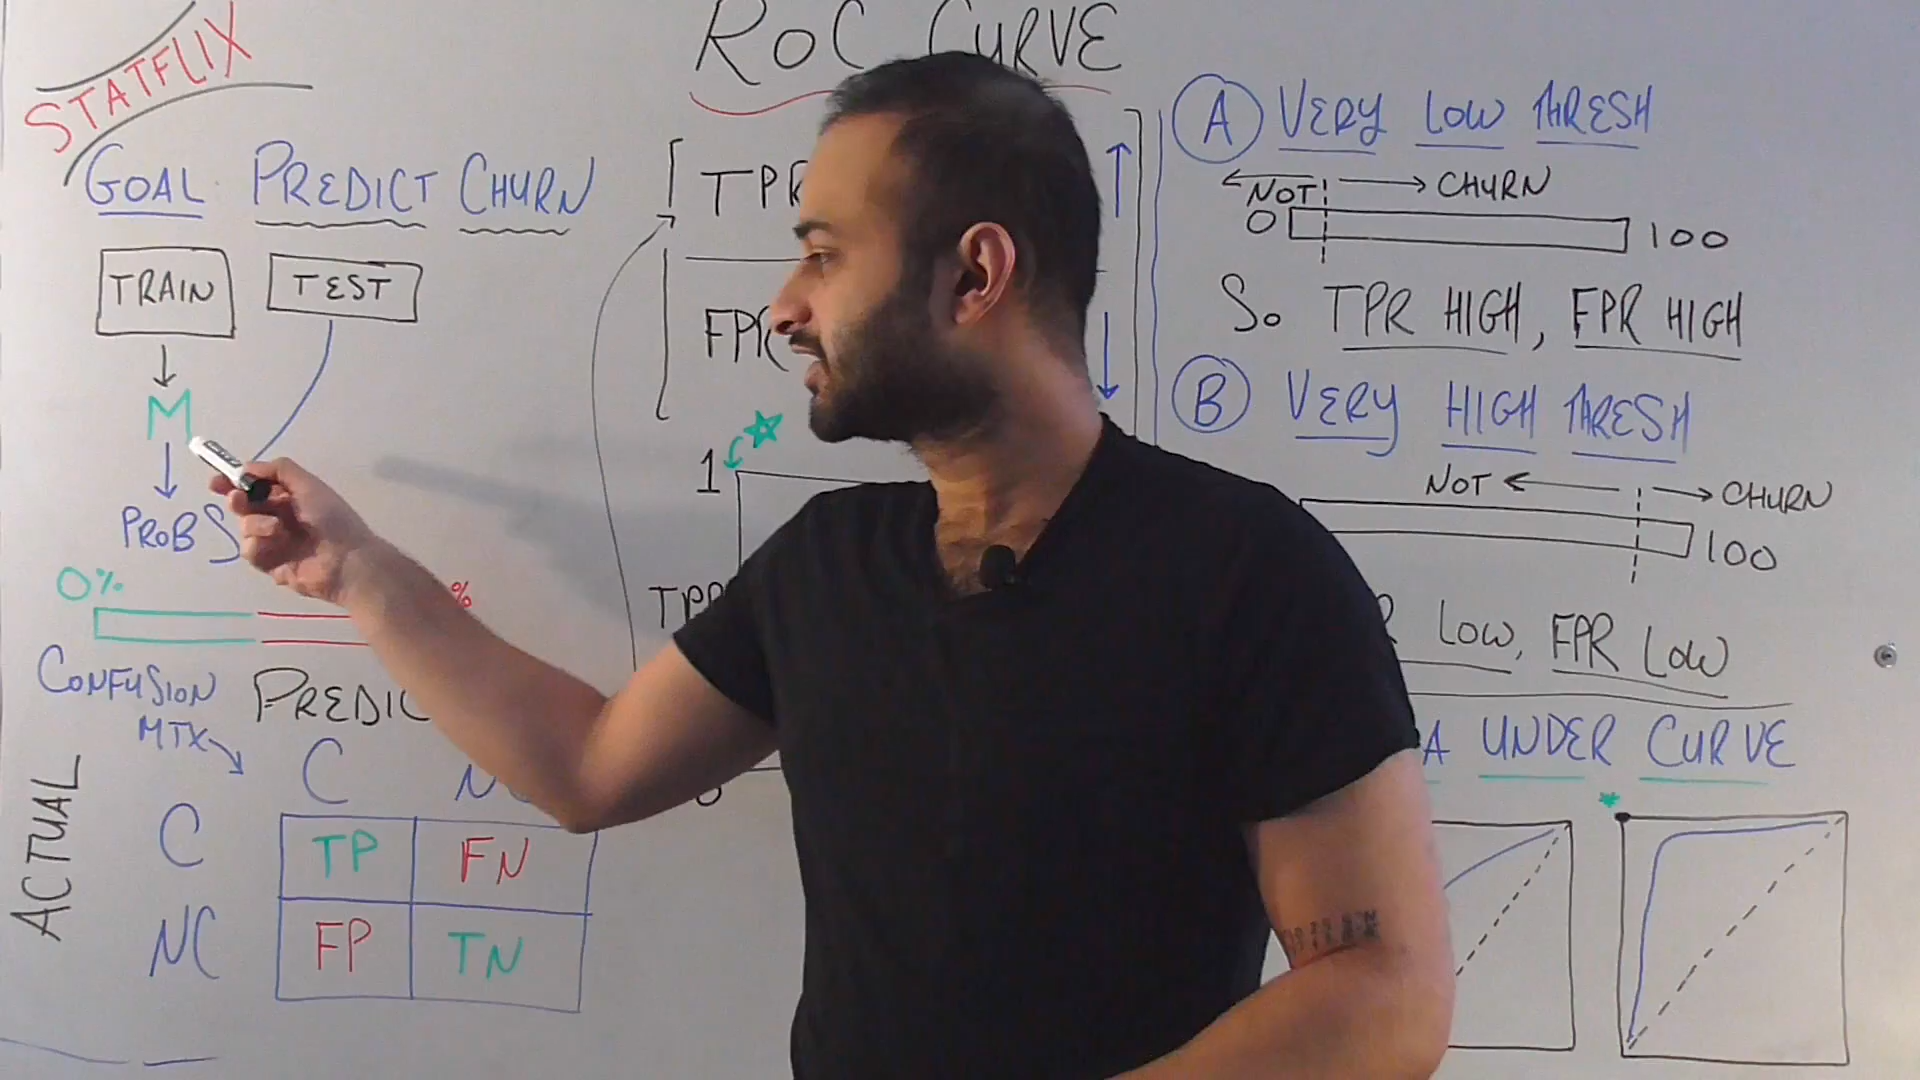 STATFLIX
ROC CURVE
GOAL PREDICT CHURN
TRAIN
TEST
M
PROBS
0%
%
CONFUSION
MTX
PREDIC
ACTUAL
C
C
TP
FN
NC
FP
TN
TPR
FPR
1
TPR
0
A VERY LOW THRESH
NOT
CHURN
0
100
SO TPR HIGH, FPR HIGH
B VERY HIGH THRESH
NOT
CHURN
100
R LOW, FPR LOW
A UNDER CURVE